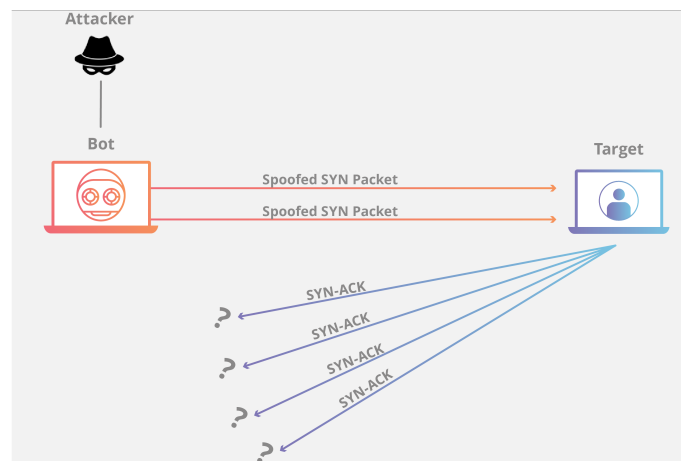 Attacker
Bot
Target
Spoofed SYN Packet
Spoofed SYN Packet
SYN-ACK
?
SYN-ACK
?
SYN-ACK
?
SYN-ACK
?